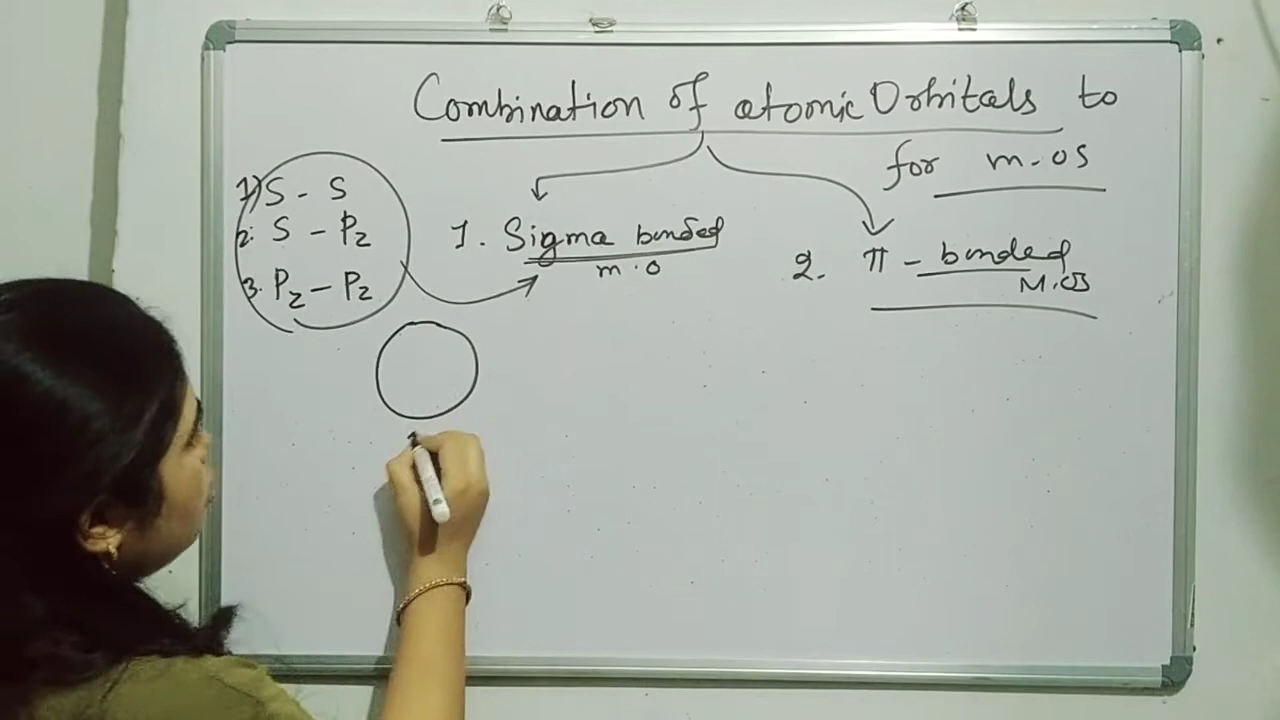 Combination of atomic Orbitals to
for m.os
1) S - S
2. S - Pz
3. Pz - Pz
1. Sigma bonded
m.o
2. π - bonded
M.OS